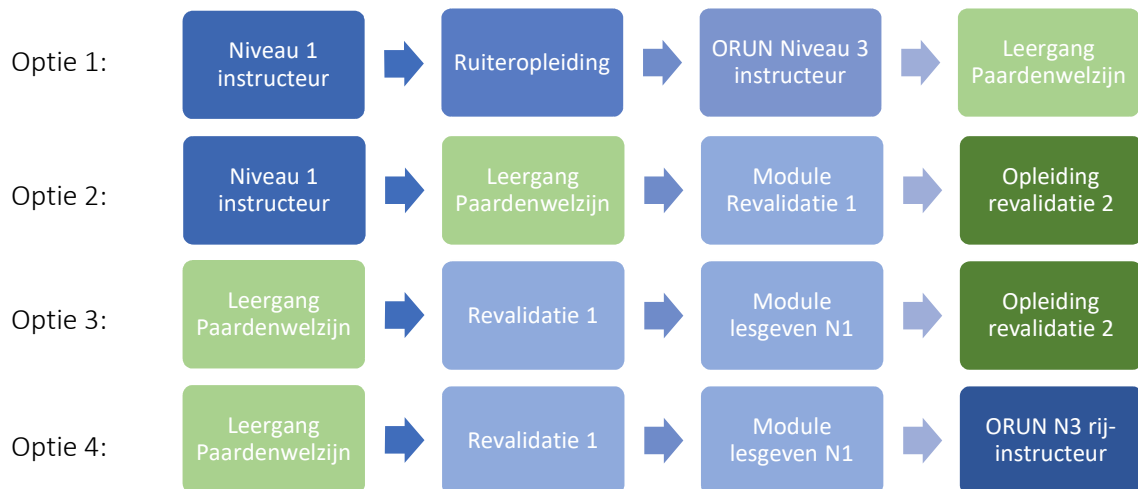 Optie 1:
Niveau 1
instructeur
Ruiteropleiding
ORUN Niveau 3
instructeur
Leergang
Paardenwelzijn
Optie 2:
Niveau 1
instructeur
Leergang
Paardenwelzijn
Module
Revalidatie 1
Opleiding
revalidatie 2
Optie 3:
Leergang
Paardenwelzijn
Revalidatie 1
Module
lesgeven N1
Opleiding
revalidatie 2
Optie 4:
Leergang
Paardenwelzijn
Revalidatie 1
Module
lesgeven N1
ORUN N3 rij-
instructeur